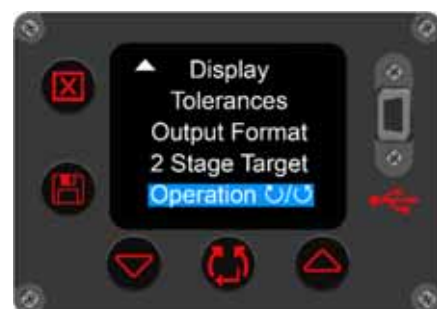 Display
Tolerances
Output Format
2 Stage Target
Operation ↻/↺